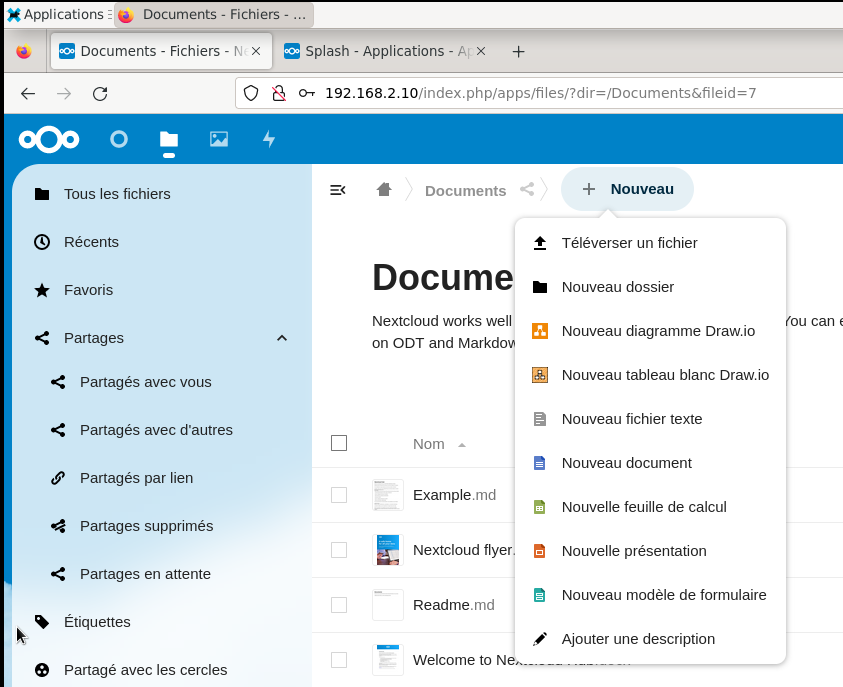 Applications
Documents - Fichiers - ...
Documents - Fichiers - N
Splash - Applications - Ap
192.168.2.10/index.php/apps/files/?dir=/Documents&fileid=7
Tous les fichiers
Récents
Favoris
Partages
Partagés avec vous
Partagés avec d'autres
Partagés par lien
Partages supprimés
Partages en attente
Étiquettes
Partagé avec les cercles
Documents
Nouveau
Docume
Nextcloud works well
You can e
on ODT and Markdow
Nom
Example.md
Nextcloud flyer.
Readme.md
Welcome to Nextcloud Hub.docx
Téléverser un fichier
Nouveau dossier
Nouveau diagramme Draw.io
Nouveau tableau blanc Draw.io
Nouveau fichier texte
Nouveau document
Nouvelle feuille de calcul
Nouvelle présentation
Nouveau modèle de formulaire
Ajouter une description